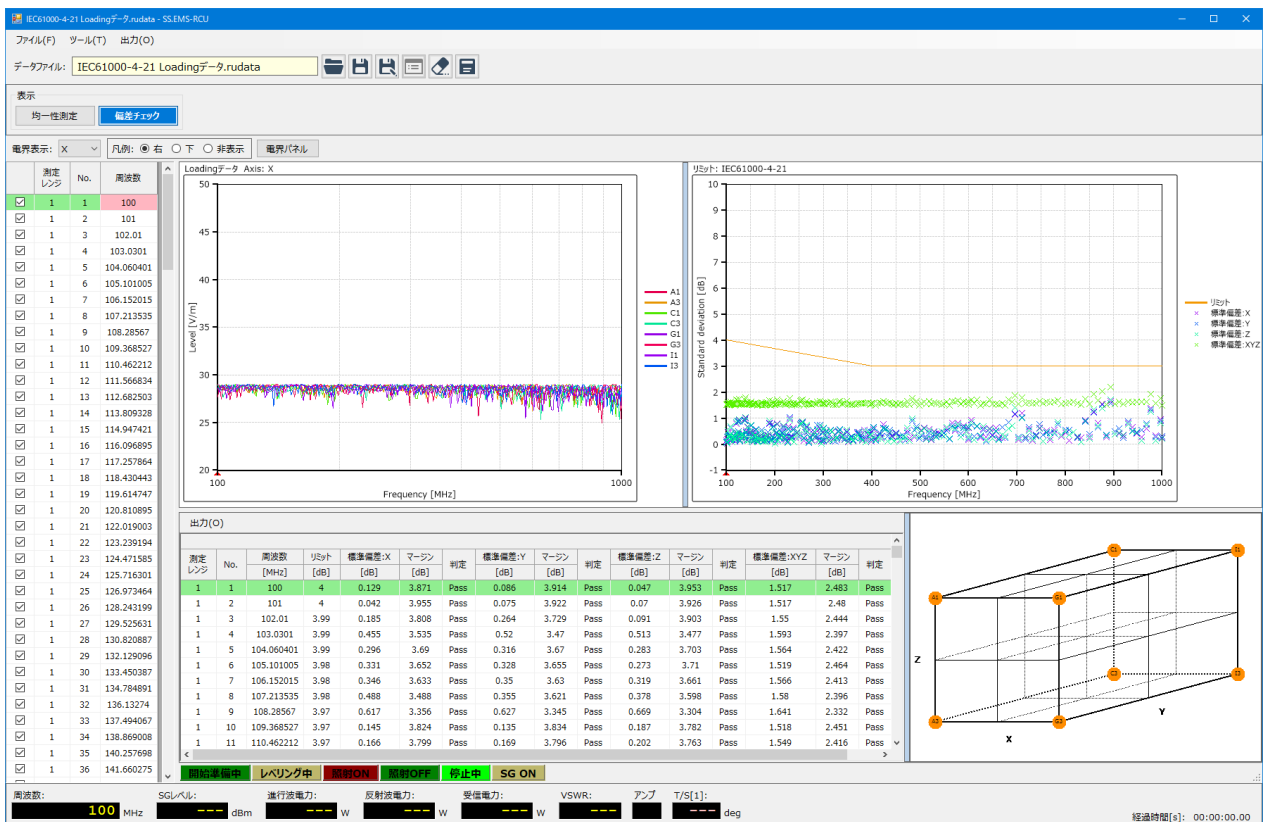 IEC61000-4-21 Loadingデータ.rudata - SS.EMS-RCU
ファイル(F) ツール(T) 出力(O)
データファイル: IEC61000-4-21 Loadingデータ.rudata
表示
均一性測定 偏差チェック
電界表示: X 凡例: 右 下 非表示 電界パネル
測定レンジ No. 周波数
1 1 100
1 2 101
1 3 102.01
1 4 103.0301
1 5 104.060401
1 6 105.101005
1 7 106.152015
1 8 107.213535
1 9 108.28567
1 10 109.368527
1 11 110.462212
1 12 111.566834
1 13 112.682503
1 14 113.809328
1 15 114.947421
1 16 116.096895
1 17 117.257864
1 18 118.430443
1 19 119.614747
1 20 120.810895
1 21 122.019003
1 22 123.239194
1 23 124.471585
1 24 125.716301
1 25 126.973464
1 26 128.243199
1 27 129.525631
1 28 130.820887
1 29 132.129096
1 30 133.450387
1 31 134.784891
1 32 136.13274
1 33 137.494067
1 34 138.869008
1 35 140.257698
1 36 141.660275
Loadingデータ Axis: X
Level [V/m]
50
45
40
35
30
25
20
100 1000
Frequency [MHz]
A1
A3
C1
C3
G1
G3
I1
I3
リミット: IEC61000-4-21
Standard deviation [dB]
10
9
8
7
6
5
4
3
2
1
0
-1
100 200 300 400 500 600 700 800 900 1000
Frequency [MHz]
リミット
標準偏差:X
標準偏差:Y
標準偏差:Z
標準偏差:XYZ
出力(O)
測定レンジ No. 周波数 リミット 標準偏差:X マージン 判定 標準偏差:Y マージン 判定 標準偏差:Z マージン 判定 標準偏差:XYZ マージン 判定
[MHz] [dB] [dB] [dB] [dB] [dB] [dB] [dB] [dB] [dB]
1 1 100 4 0.129 3.871 Pass 0.086 3.914 Pass 0.047 3.953 Pass 1.517 2.483 Pass
1 2 101 4 0.042 3.955 Pass 0.075 3.922 Pass 0.07 3.926 Pass 1.517 2.48 Pass
1 3 102.01 3.99 0.185 3.808 Pass 0.264 3.729 Pass 0.091 3.903 Pass 1.55 2.444 Pass
1 4 103.0301 3.99 0.455 3.535 Pass 0.52 3.47 Pass 0.513 3.477 Pass 1.593 2.397 Pass
1 5 104.060401 3.99 0.296 3.69 Pass 0.316 3.67 Pass 0.283 3.703 Pass 1.564 2.422 Pass
1 6 105.101005 3.98 0.331 3.652 Pass 0.328 3.655 Pass 0.273 3.71 Pass 1.519 2.464 Pass
1 7 106.152015 3.98 0.346 3.633 Pass 0.35 3.63 Pass 0.319 3.661 Pass 1.566 2.413 Pass
1 8 107.213535 3.98 0.488 3.488 Pass 0.355 3.621 Pass 0.378 3.598 Pass 1.58 2.396 Pass
1 9 108.28567 3.97 0.617 3.356 Pass 0.627 3.345 Pass 0.669 3.304 Pass 1.641 2.332 Pass
1 10 109.368527 3.97 0.145 3.824 Pass 0.135 3.834 Pass 0.187 3.782 Pass 1.518 2.451 Pass
1 11 110.462212 3.97 0.166 3.799 Pass 0.169 3.796 Pass 0.202 3.763 Pass 1.549 2.416 Pass
C1 I1
A1 G1
Z
C3 I3
A3 G3
Y
X
開始準備中 レベリング中 照射ON 照射OFF 停止中 SG ON
周波数: SGレベル: 進行波電力: 反射波電力: 受信電力: VSWR: アンプ T/S[1]:
100 MHz --- dBm --- W --- W --- W --- --- deg
経過時間[s]: 00:00:00.00